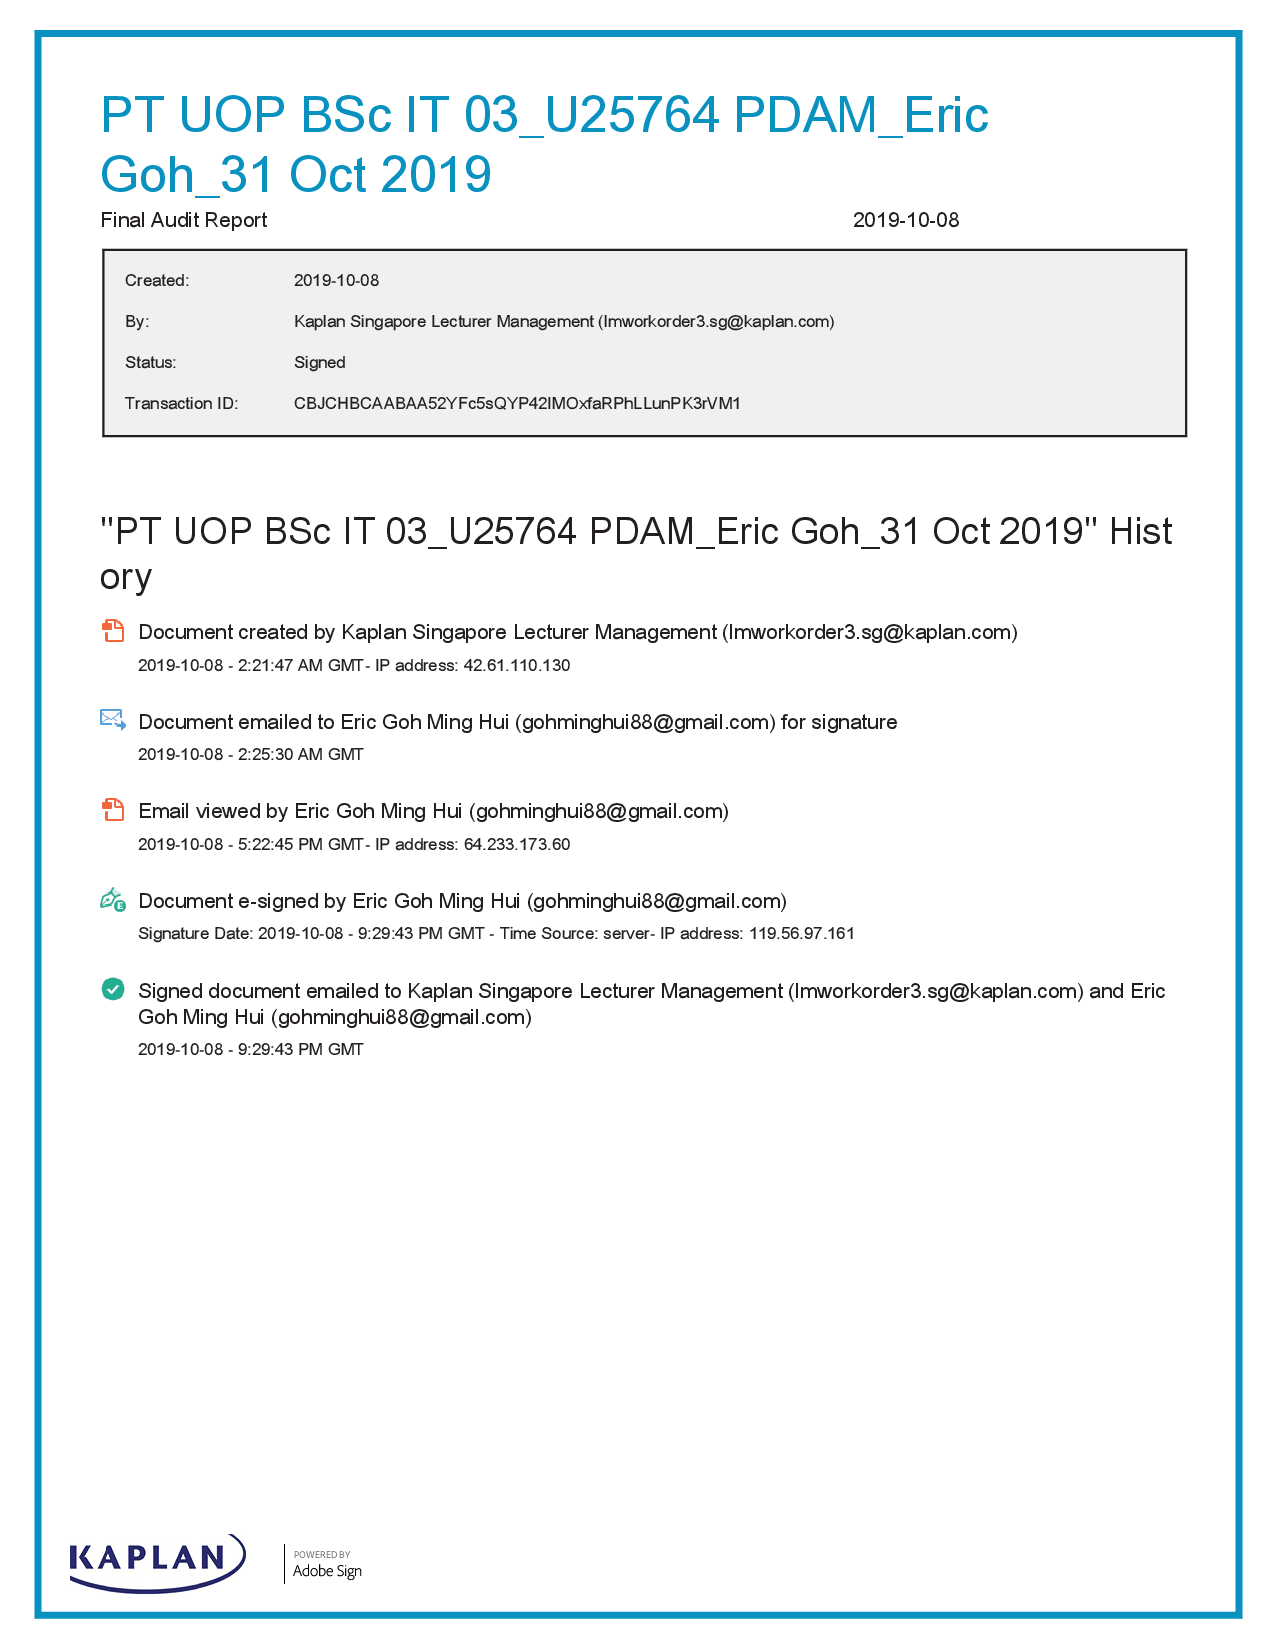 PT UOP BSc IT 03_U25764 PDAM_Eric
Goh_31 Oct 2019
Final Audit Report 2019-10-08
Created: 2019-10-08
By: Kaplan Singapore Lecturer Management (lmworkorder3.sg@kaplan.com)
Status: Signed
Transaction ID: CBJCHBCAABAA52YFc5sQYP42IMOxfaRPhLLunPK3rVM1
"PT UOP BSc IT 03_U25764 PDAM_Eric Goh_31 Oct 2019" Hist
ory
Document created by Kaplan Singapore Lecturer Management (lmworkorder3.sg@kaplan.com)
2019-10-08 - 2:21:47 AM GMT- IP address: 42.61.110.130
Document emailed to Eric Goh Ming Hui (gohminghui88@gmail.com) for signature
2019-10-08 - 2:25:30 AM GMT
Email viewed by Eric Goh Ming Hui (gohminghui88@gmail.com)
2019-10-08 - 5:22:45 PM GMT- IP address: 64.233.173.60
Document e-signed by Eric Goh Ming Hui (gohminghui88@gmail.com)
Signature Date: 2019-10-08 - 9:29:43 PM GMT - Time Source: server- IP address: 119.56.97.161
Signed document emailed to Kaplan Singapore Lecturer Management (lmworkorder3.sg@kaplan.com) and Eric
Goh Ming Hui (gohminghui88@gmail.com)
2019-10-08 - 9:29:43 PM GMT
KAPLAN
POWERED BY
Adobe Sign